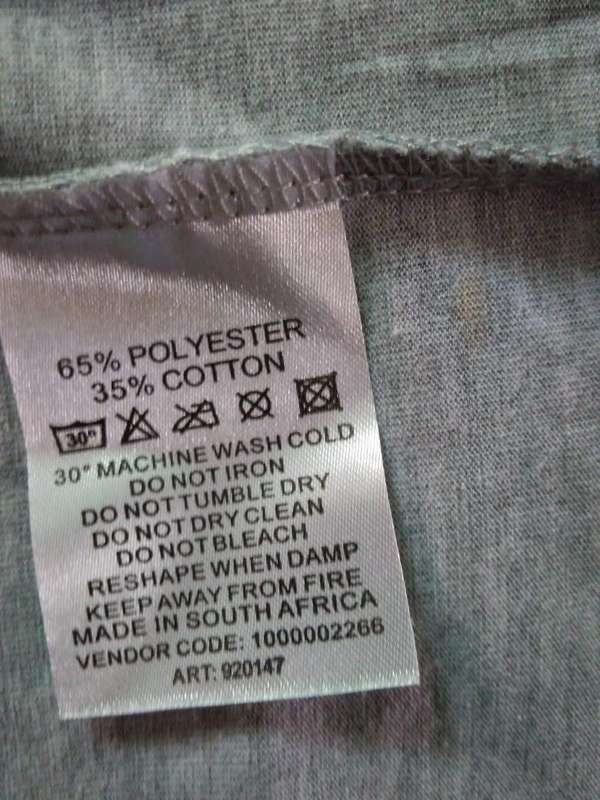 65% POLYESTER
35% COTTON
30°
30° MACHINE WASH COLD
DO NOT IRON
DO NOT TUMBLE DRY
DO NOT DRY CLEAN
DO NOT BLEACH
RESHAPE WHEN DAMP
KEEP AWAY FROM FIRE
MADE IN SOUTH AFRICA
VENDOR CODE: 1000002266
ART: 920147